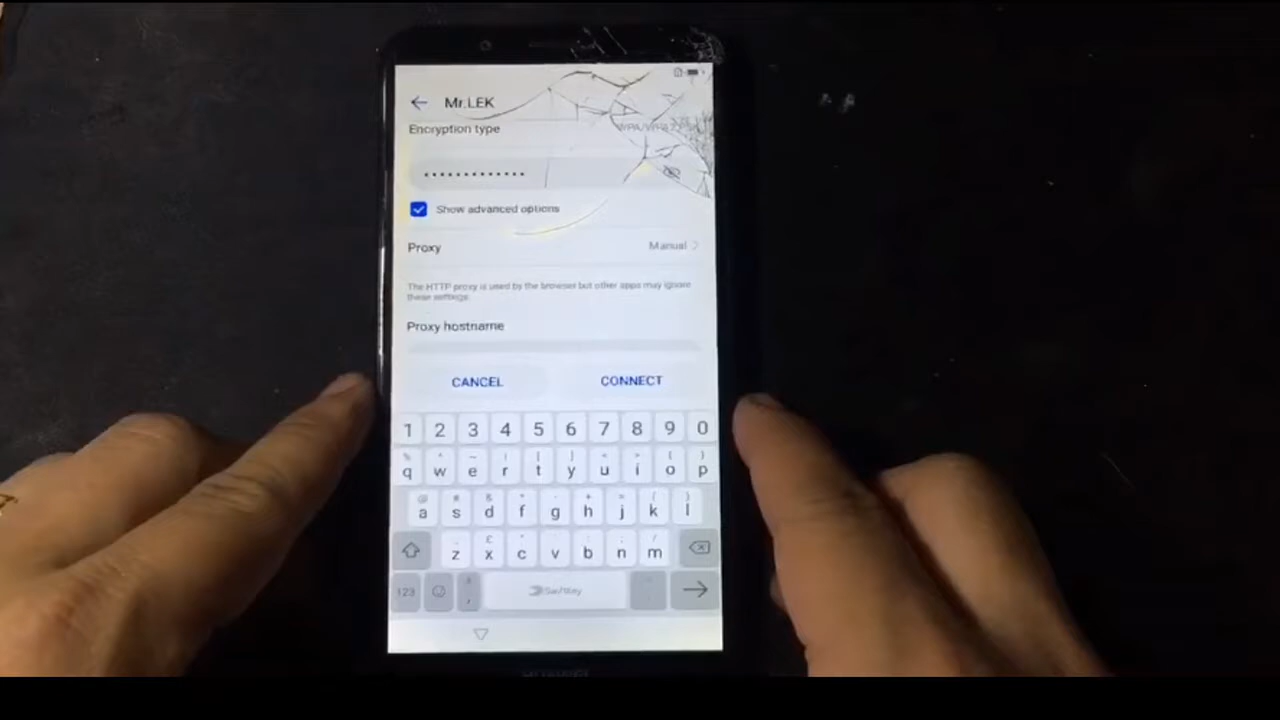 Mr.LEK
Encryption type
•••••••••••••
Show advanced options
Proxy
Manual
The HTTP proxy is used by the browser but other apps may ignore
these settings.
Proxy hostname
CANCEL CONNECT
1 2 3 4 5 6 7 8 9 0
q w e r t y u i o p
a s d f g h j k l
z x c v b n m
123 SwiftKey